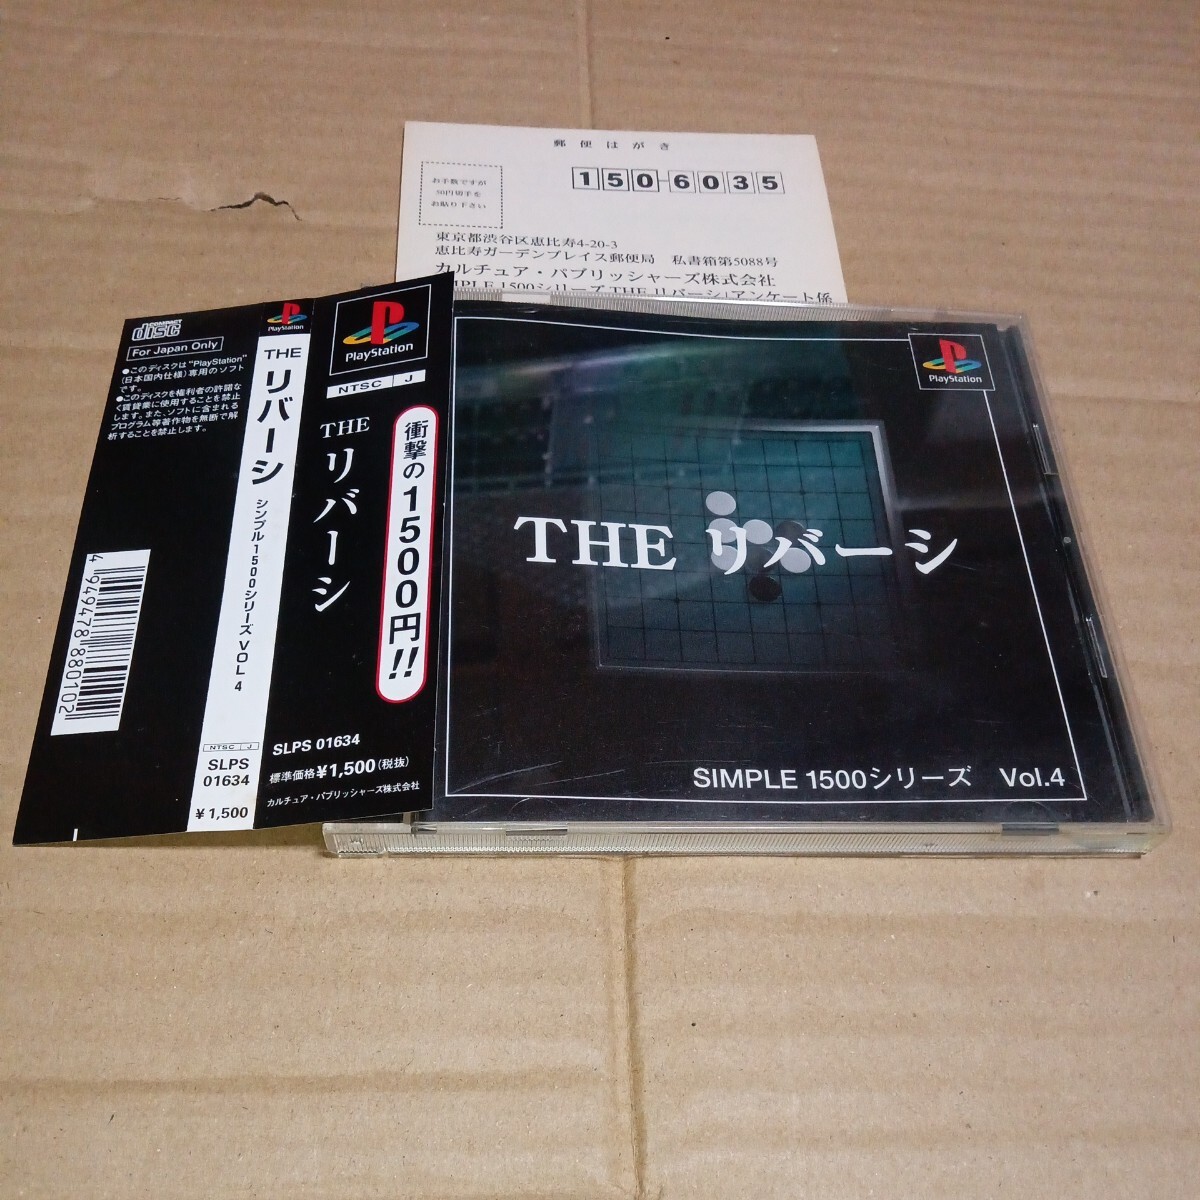 郵便はがき
お手数ですが
50円切手を
お貼り下さい
150-6035
東京都渋谷区恵比寿4-20-3
恵比寿ガーデンプレイス郵便局 私書箱第5088号
カルチュア・パブリッシャーズ株式会社
SIMPLE 1500シリーズ THE リバーシ」アンケート係
COMPACT
disc
For Japan Only
●このディスクは"PlayStation"
(日本国内仕様)専用のソフト
です。
●このディスクを権利者の許諾な
く賃貸業に使用することを禁止
します。また、ソフトに含まれる
プログラム等著作物を無断で解
析することを禁止します。
4949478880102
PlayStation
THE リバーシ
シンプル1500シリーズ VOL 4
NTSC J
SLPS
01634
¥1,500
PlayStation
NTSC J
THE リバーシ
衝撃の1500円!!
SLPS 01634
標準価格¥1,500(税抜)
カルチュア・パブリッシャーズ株式会社
PlayStation
THE リバーシ
SIMPLE 1500シリーズ Vol.4